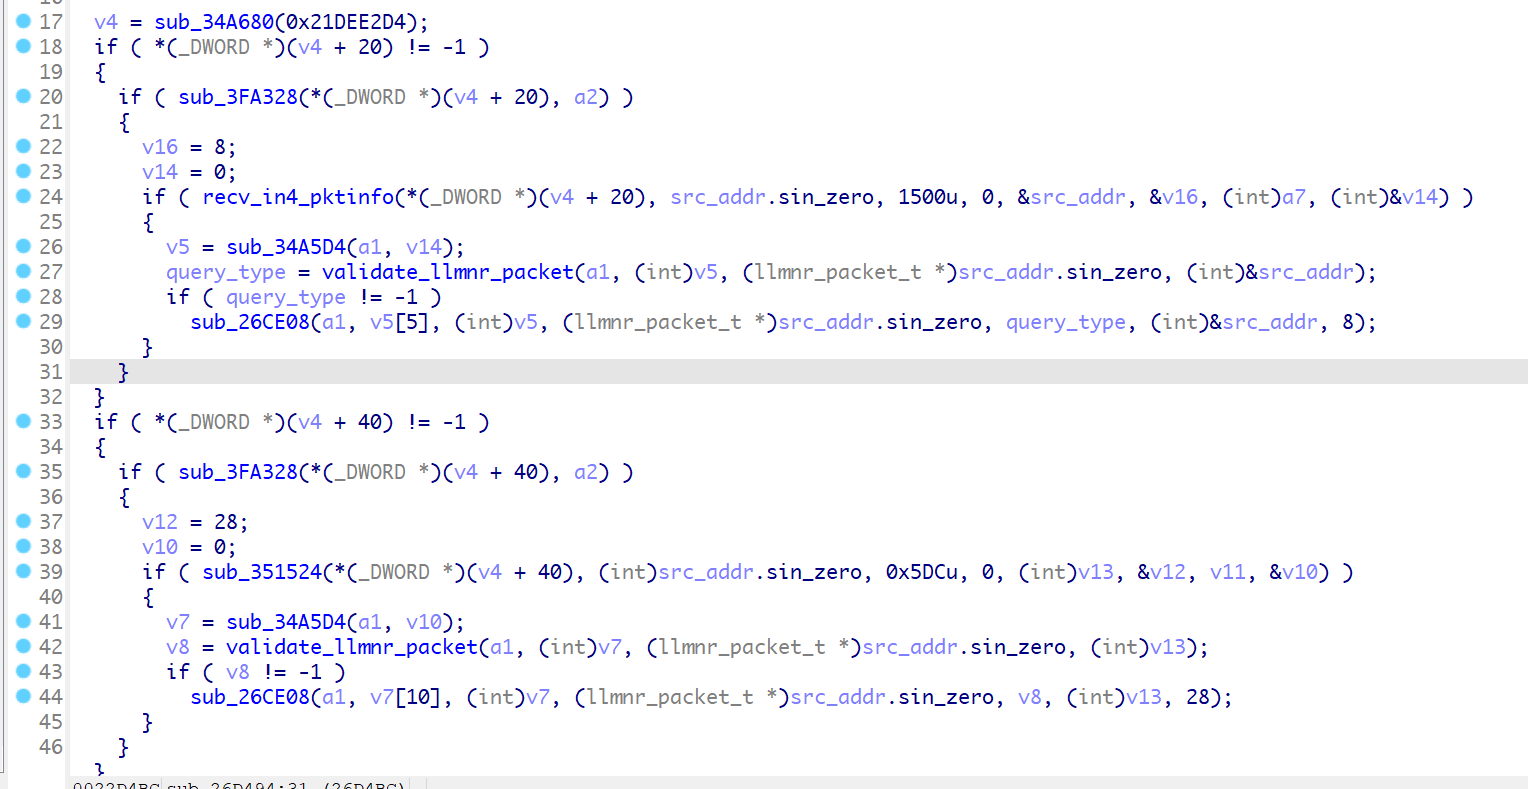 17 v4 = sub_34A680(0x21DEE2D4);
18 if ( *(_DWORD *)(v4 + 20) != -1 )
19 {
20 if ( sub_3FA328(*(_DWORD *)(v4 + 20), a2) )
21 {
22 v16 = 8;
23 v14 = 0;
24 if ( recv_in4_pktinfo(*(_DWORD *)(v4 + 20), src_addr.sin_zero, 1500u, 0, &src_addr, &v16, (int)a7, (int)&v14) )
25 {
26 v5 = sub_34A5D4(a1, v14);
27 query_type = validate_llmnr_packet(a1, (int)v5, (llmnr_packet_t *)src_addr.sin_zero, (int)&src_addr);
28 if ( query_type != -1 )
29 sub_26CE08(a1, v5[5], (int)v5, (llmnr_packet_t *)src_addr.sin_zero, query_type, (int)&src_addr, 8);
30 }
31 }
32 }
33 if ( *(_DWORD *)(v4 + 40) != -1 )
34 {
35 if ( sub_3FA328(*(_DWORD *)(v4 + 40), a2) )
36 {
37 v12 = 28;
38 v10 = 0;
39 if ( sub_351524(*(_DWORD *)(v4 + 40), (int)src_addr.sin_zero, 0x5DCu, 0, (int)v13, &v12, v11, &v10) )
40 {
41 v7 = sub_34A5D4(a1, v10);
42 v8 = validate_llmnr_packet(a1, (int)v7, (llmnr_packet_t *)src_addr.sin_zero, (int)v13);
43 if ( v8 != -1 )
44 sub_26CE08(a1, v7[10], (int)v7, (llmnr_packet_t *)src_addr.sin_zero, v8, (int)v13, 28);
45 }
46 }
}